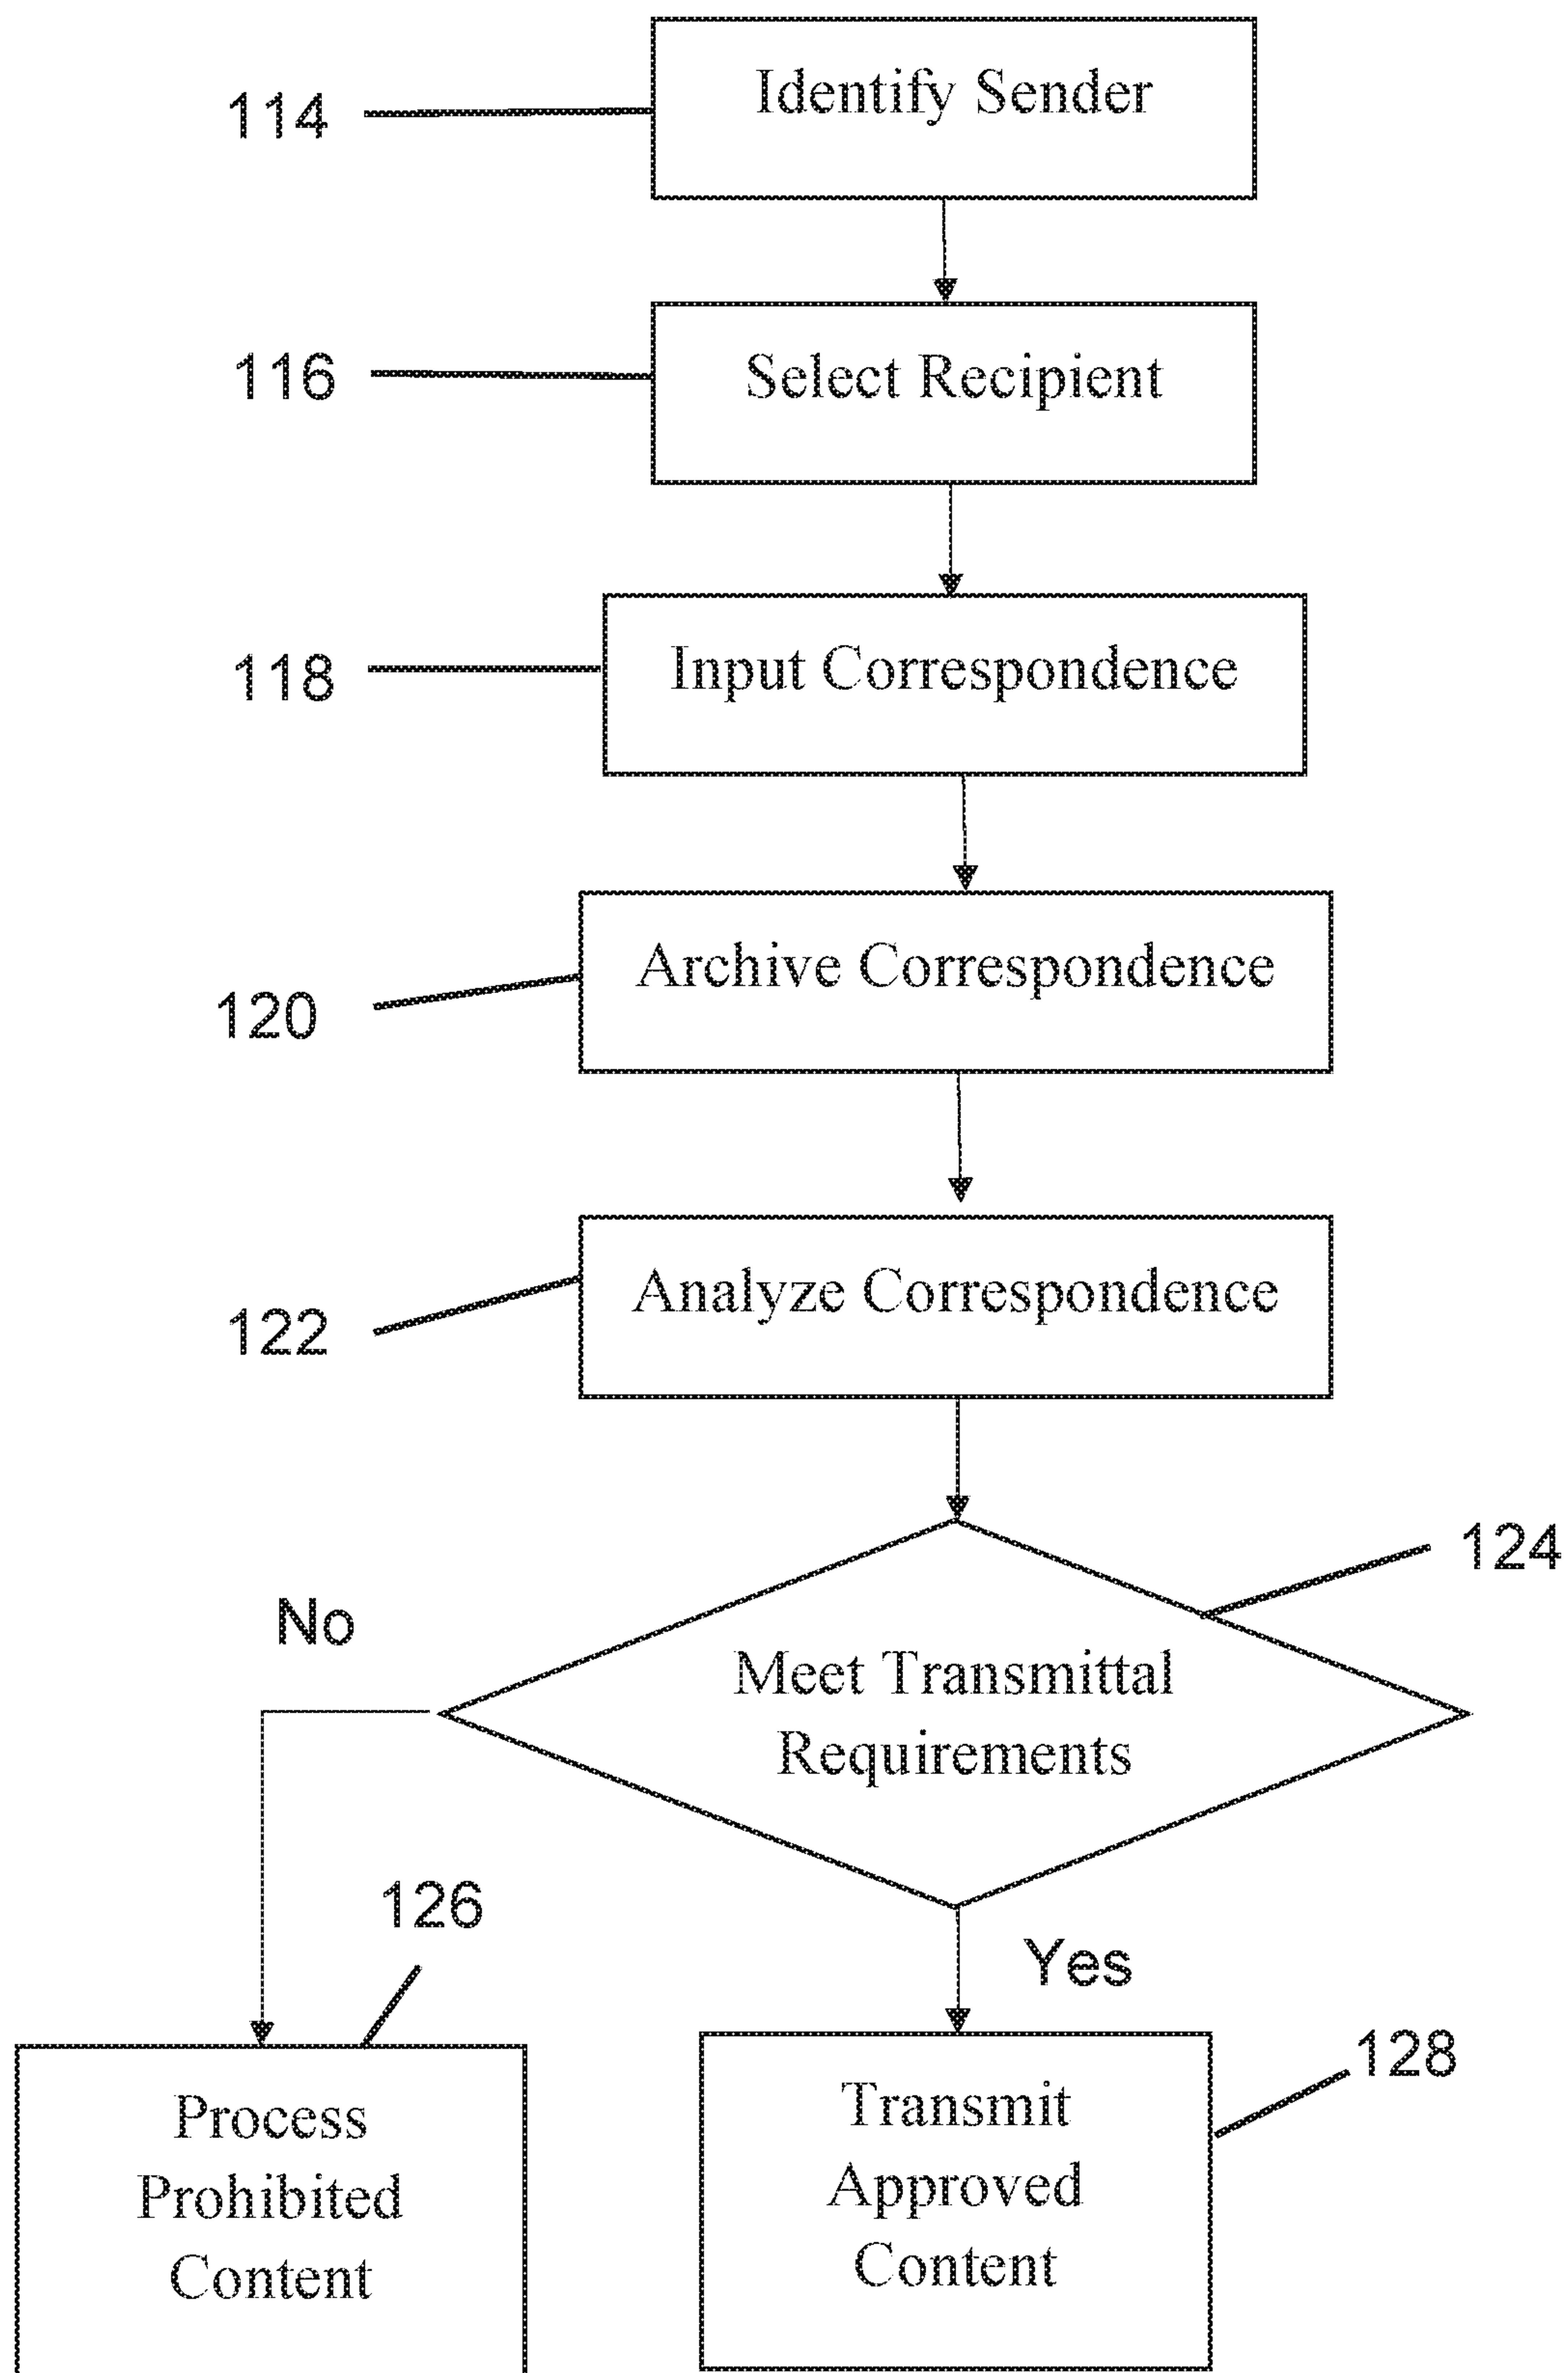 114
Identify Sender
116
Select Recipient
118
Input Correspondence
120
Archive Correspondence
122
Analyze Correspondence
124
No
Meet Transmittal
Requirements
126
Yes
128
Process
Prohibited
Content
Transmit
Approved
Content